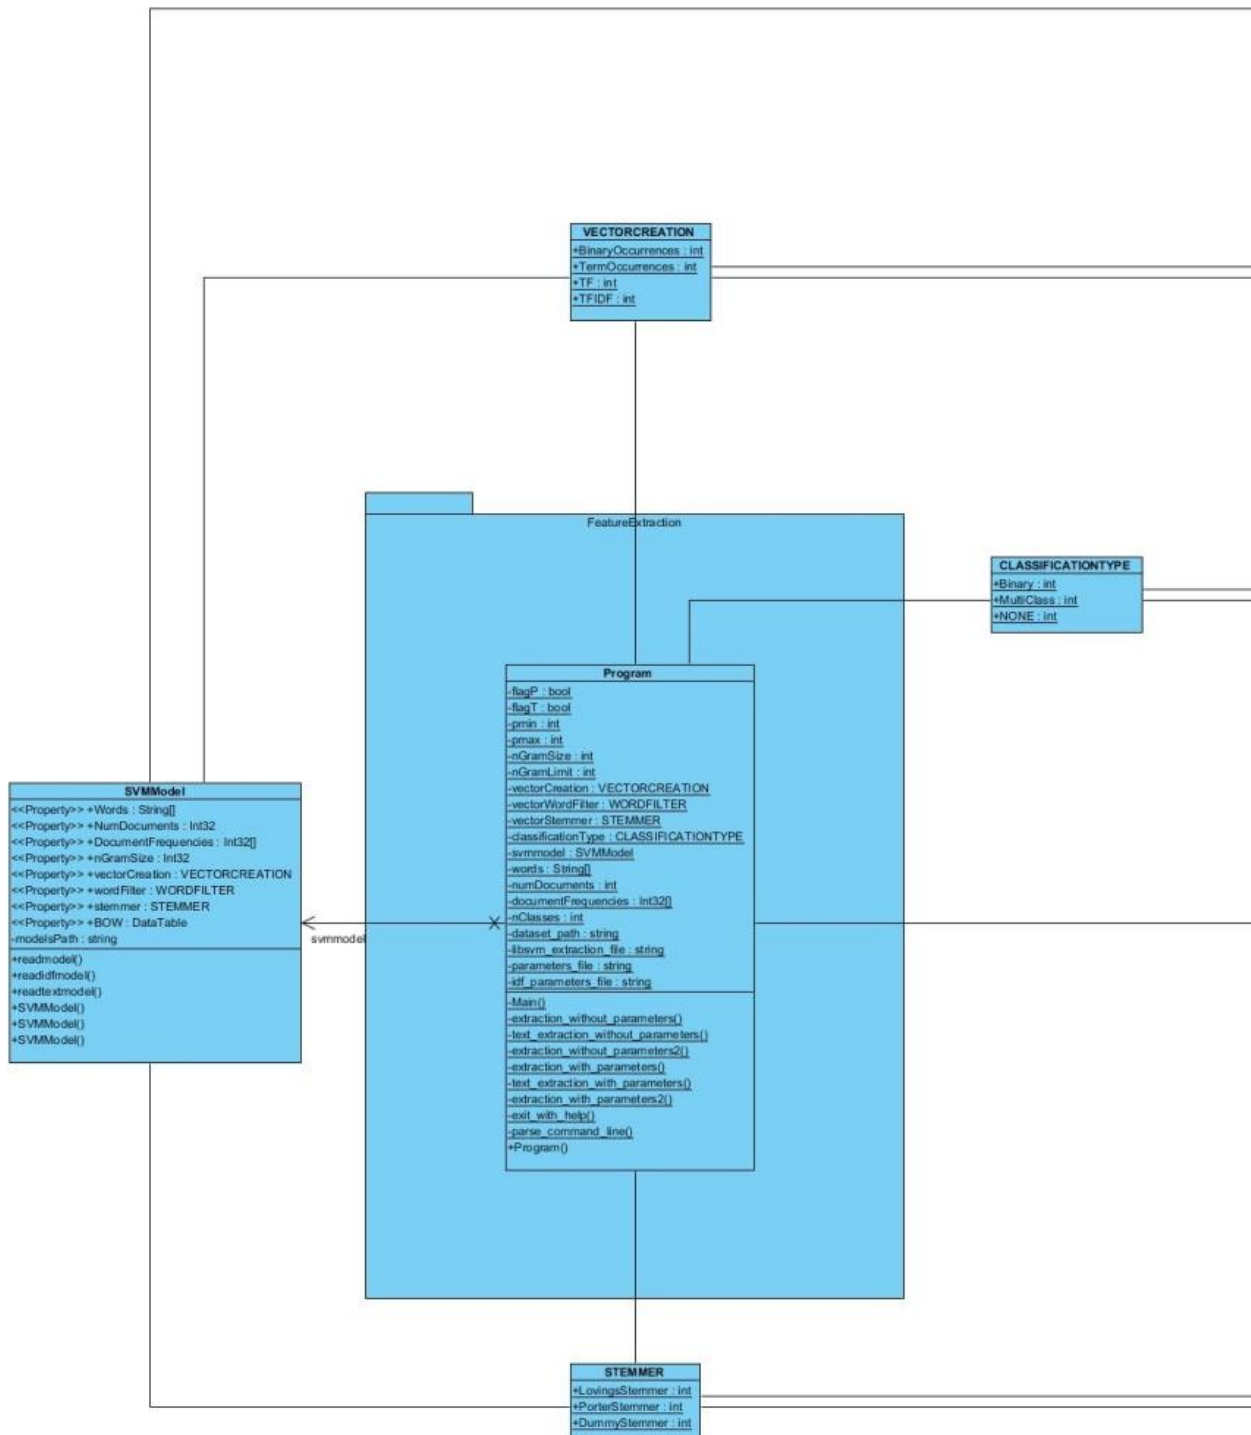 VECTORCREATION
+BinaryOccurrences : int
+TermOccurrences : int
+TF : int
+TFIDF : int
FeatureExtraction
CLASSIFICATIONTYPE
+Binary : int
+MultiClass : int
+NONE : int
Program
-flagP : bool
-flagT : bool
-pmin : int
-pmax : int
-nGramSize : int
-nGramLimit : int
-vectorCreation : VECTORCREATION
-vectorWordFilter : WORDFILTER
-vectorStemmer : STEMMER
-classificationType : CLASSIFICATIONTYPE
-svmmodel : SVMModel
-words : String[]
-numDocuments : int
-documentFrequencies : Int32[]
-nClasses : int
-dataset_path : string
-libsvm_extraction_file : string
-parameters_file : string
-idf_parameters_file : string
-Main()
-extraction_without_parameters()
-text_extraction_without_parameters()
-extraction_without_parameters2()
-extraction_with_parameters()
-text_extraction_with_parameters()
-extraction_with_parameters2()
-exit_with_help()
-parse_command_line()
+Program()
SVMModel
<<Property>> +Words : String[]
<<Property>> +NumDocuments : Int32
<<Property>> +DocumentFrequencies : Int32[]
<<Property>> +nGramSize : Int32
<<Property>> +vectorCreation : VECTORCREATION
<<Property>> +wordFilter : WORDFILTER
<<Property>> +stemmer : STEMMER
<<Property>> +BOW : DataTable
-modelsPath : string
+readmodel()
+readidfmodel()
+readtextmodel()
+SVMModel()
+SVMModel()
+SVMModel()
svmmodel
STEMMER
+LovingsStemmer : int
+PorterStemmer : int
+DummyStemmer : int